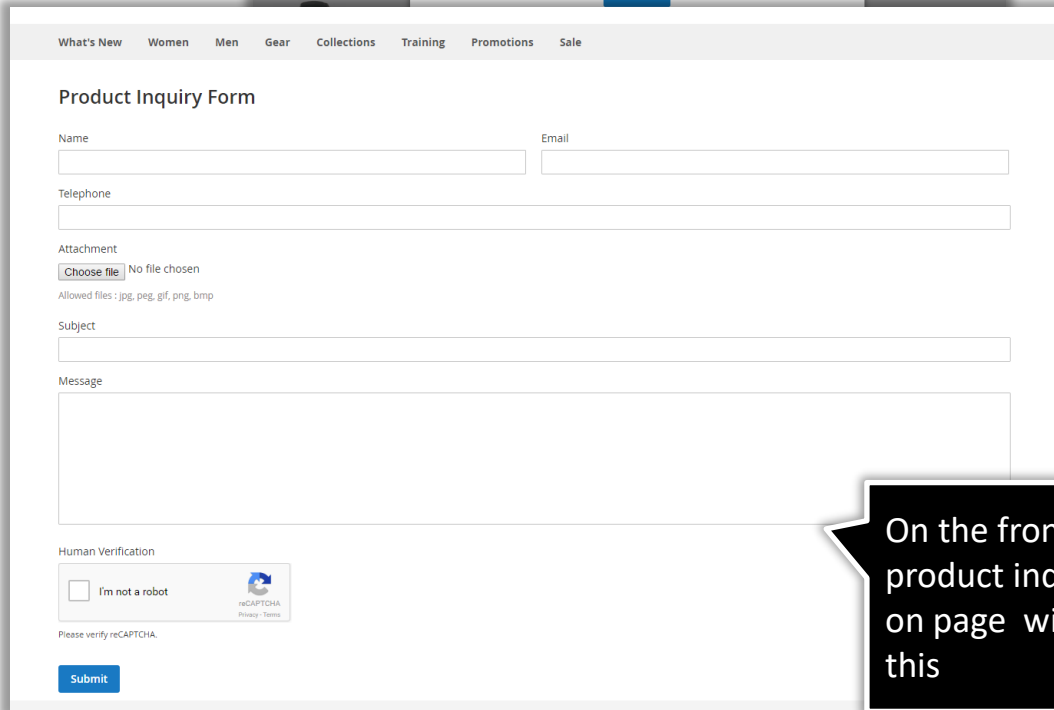 What's New Women Men Gear Collections Training Promotions Sale
Product Inquiry Form
Name Email
Telephone
Attachment
Choose file No file chosen
Allowed files : jpg, peg, gif, png, bmp
Subject
Message
On the fron
product inq
on page wi
this
Human Verification
I'm not a robot
reCAPTCHA
Privacy - Terms
Please verify reCAPTCHA.
Submit